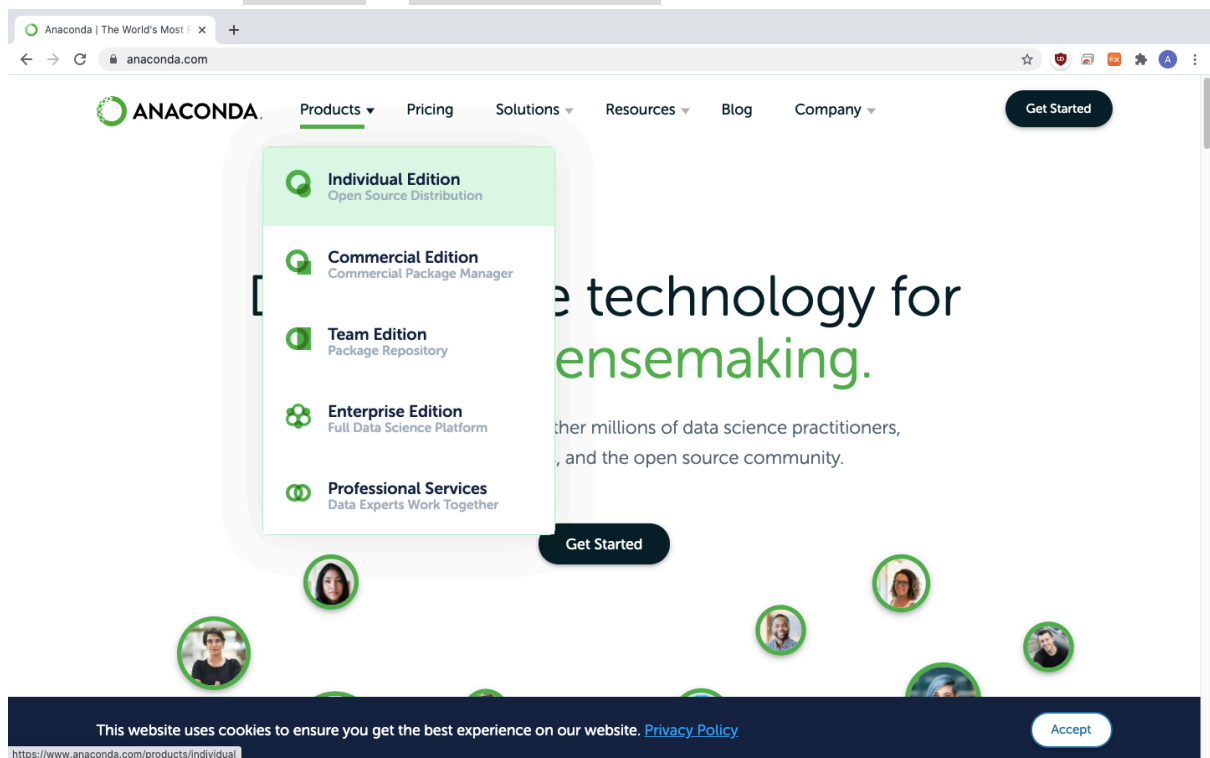 Anaconda | The World's Most P
anaconda.com
A
ANACONDA.
Products
Pricing
Solutions
Resources
Blog
Company
Get Started
Individual Edition
Open Source Distribution
Commercial Edition
Commercial Package Manager
Team Edition
Package Repository
Enterprise Edition
Full Data Science Platform
Professional Services
Data Experts Work Together
technology for
ensemaking.
ther millions of data science practitioners,
, and the open source community.
Get Started
This website uses cookies to ensure you get the best experience on our website. Privacy Policy
Accept
https://www.anaconda.com/products/individual